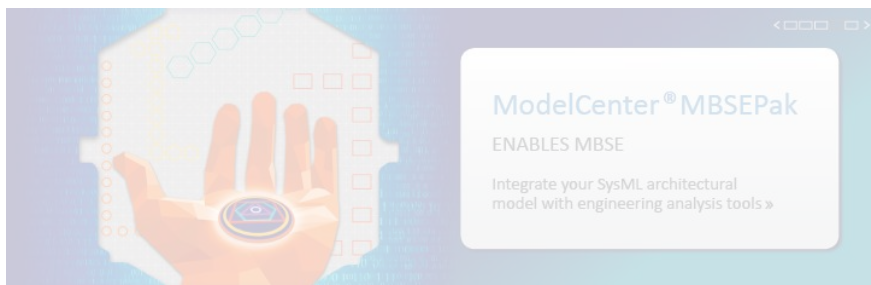 ModelCenter® MBSEPak
ENABLES MBSE
Integrate your SysML architectural
model with engineering analysis tools »